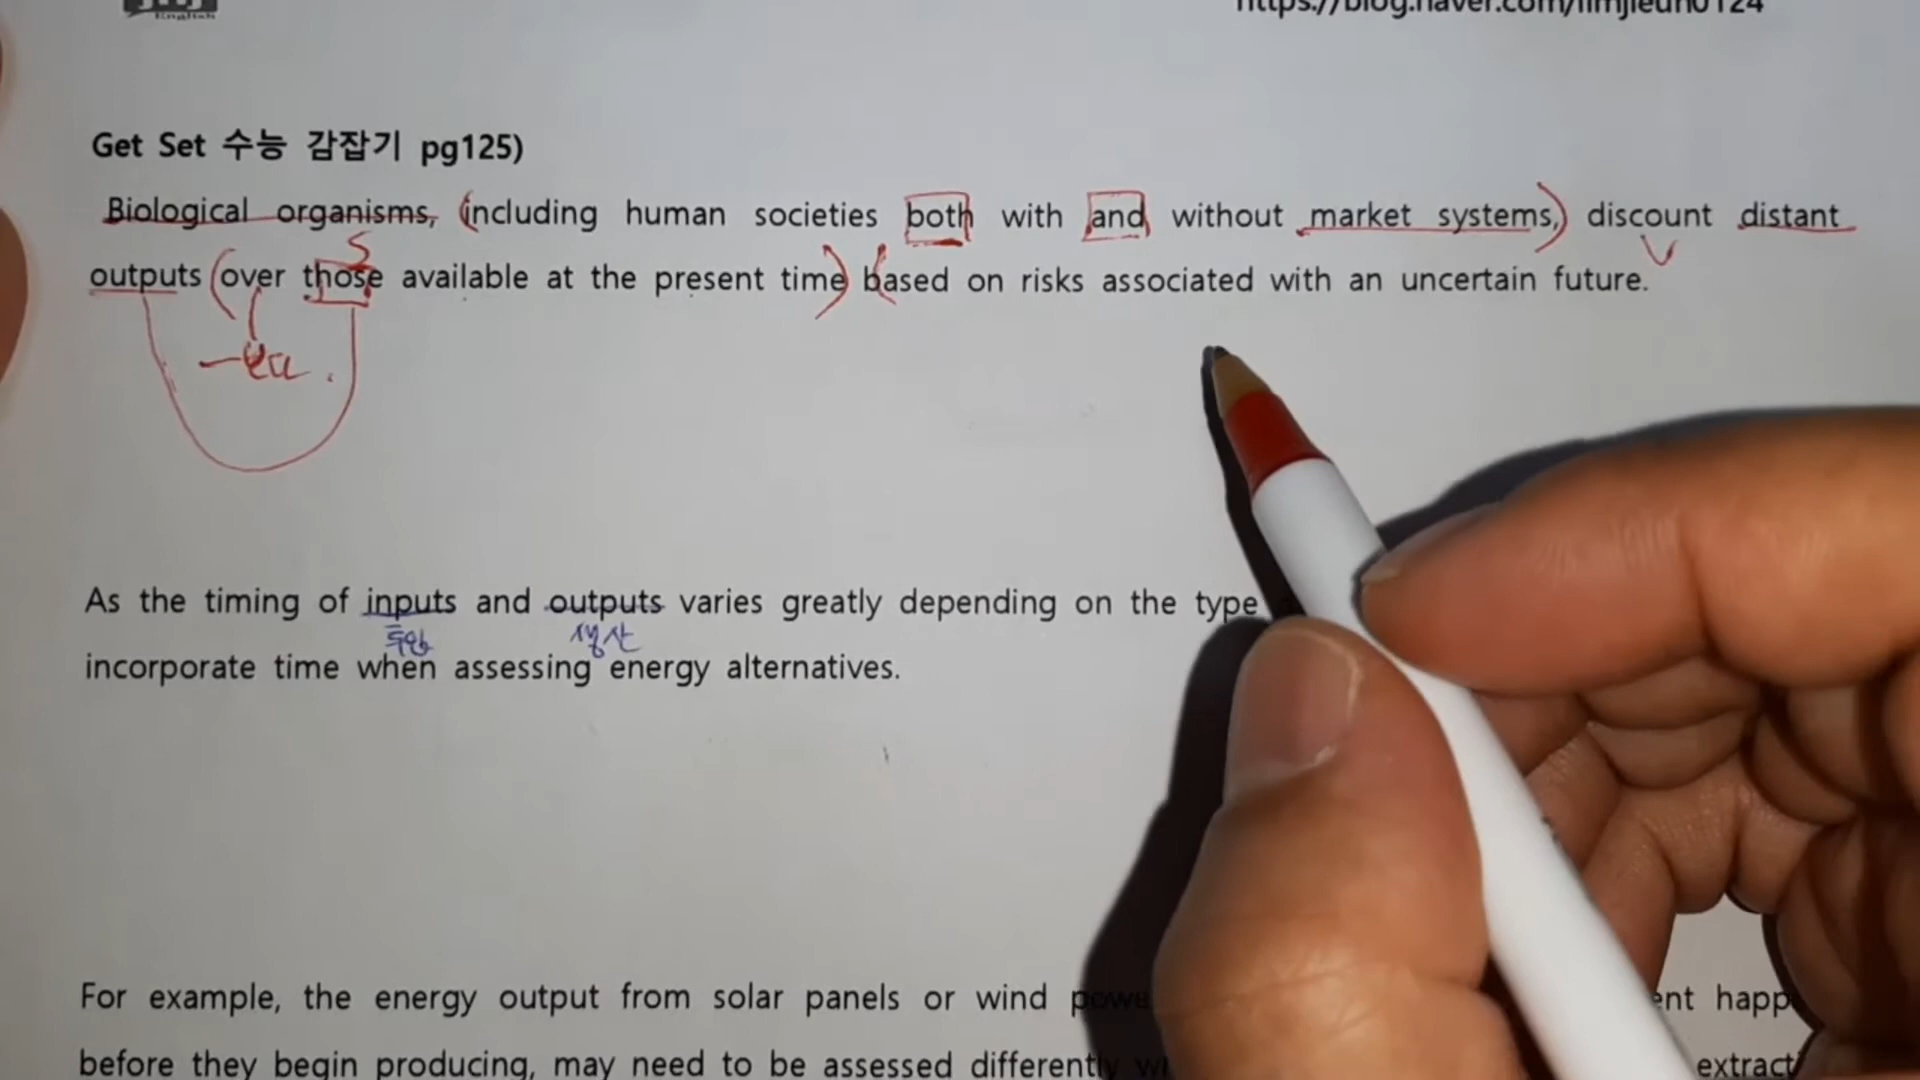 English
https://blog.naver.com/limjieun0124
Get Set 수능 감잡기 pg125)
Biological organisms, (including human societies both with and without market systems,) discount distant
S V
outputs (over those available at the present time) (based on risks associated with an uncertain future.
보다.
As the timing of inputs and outputs varies greatly depending on the type
투입 생산
incorporate time when assessing energy alternatives.
For example, the energy output from solar panels or wind
before they begin producing, may need to be assessed differently